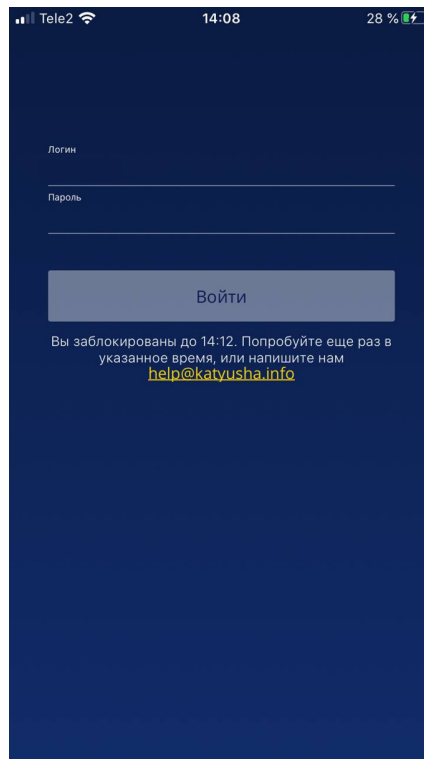 Tele2 14:08 28 %
Логин
Пароль
Войти
Вы заблокированы до 14:12. Попробуйте еще раз в
указанное время, или напишите нам
help@katyusha.info